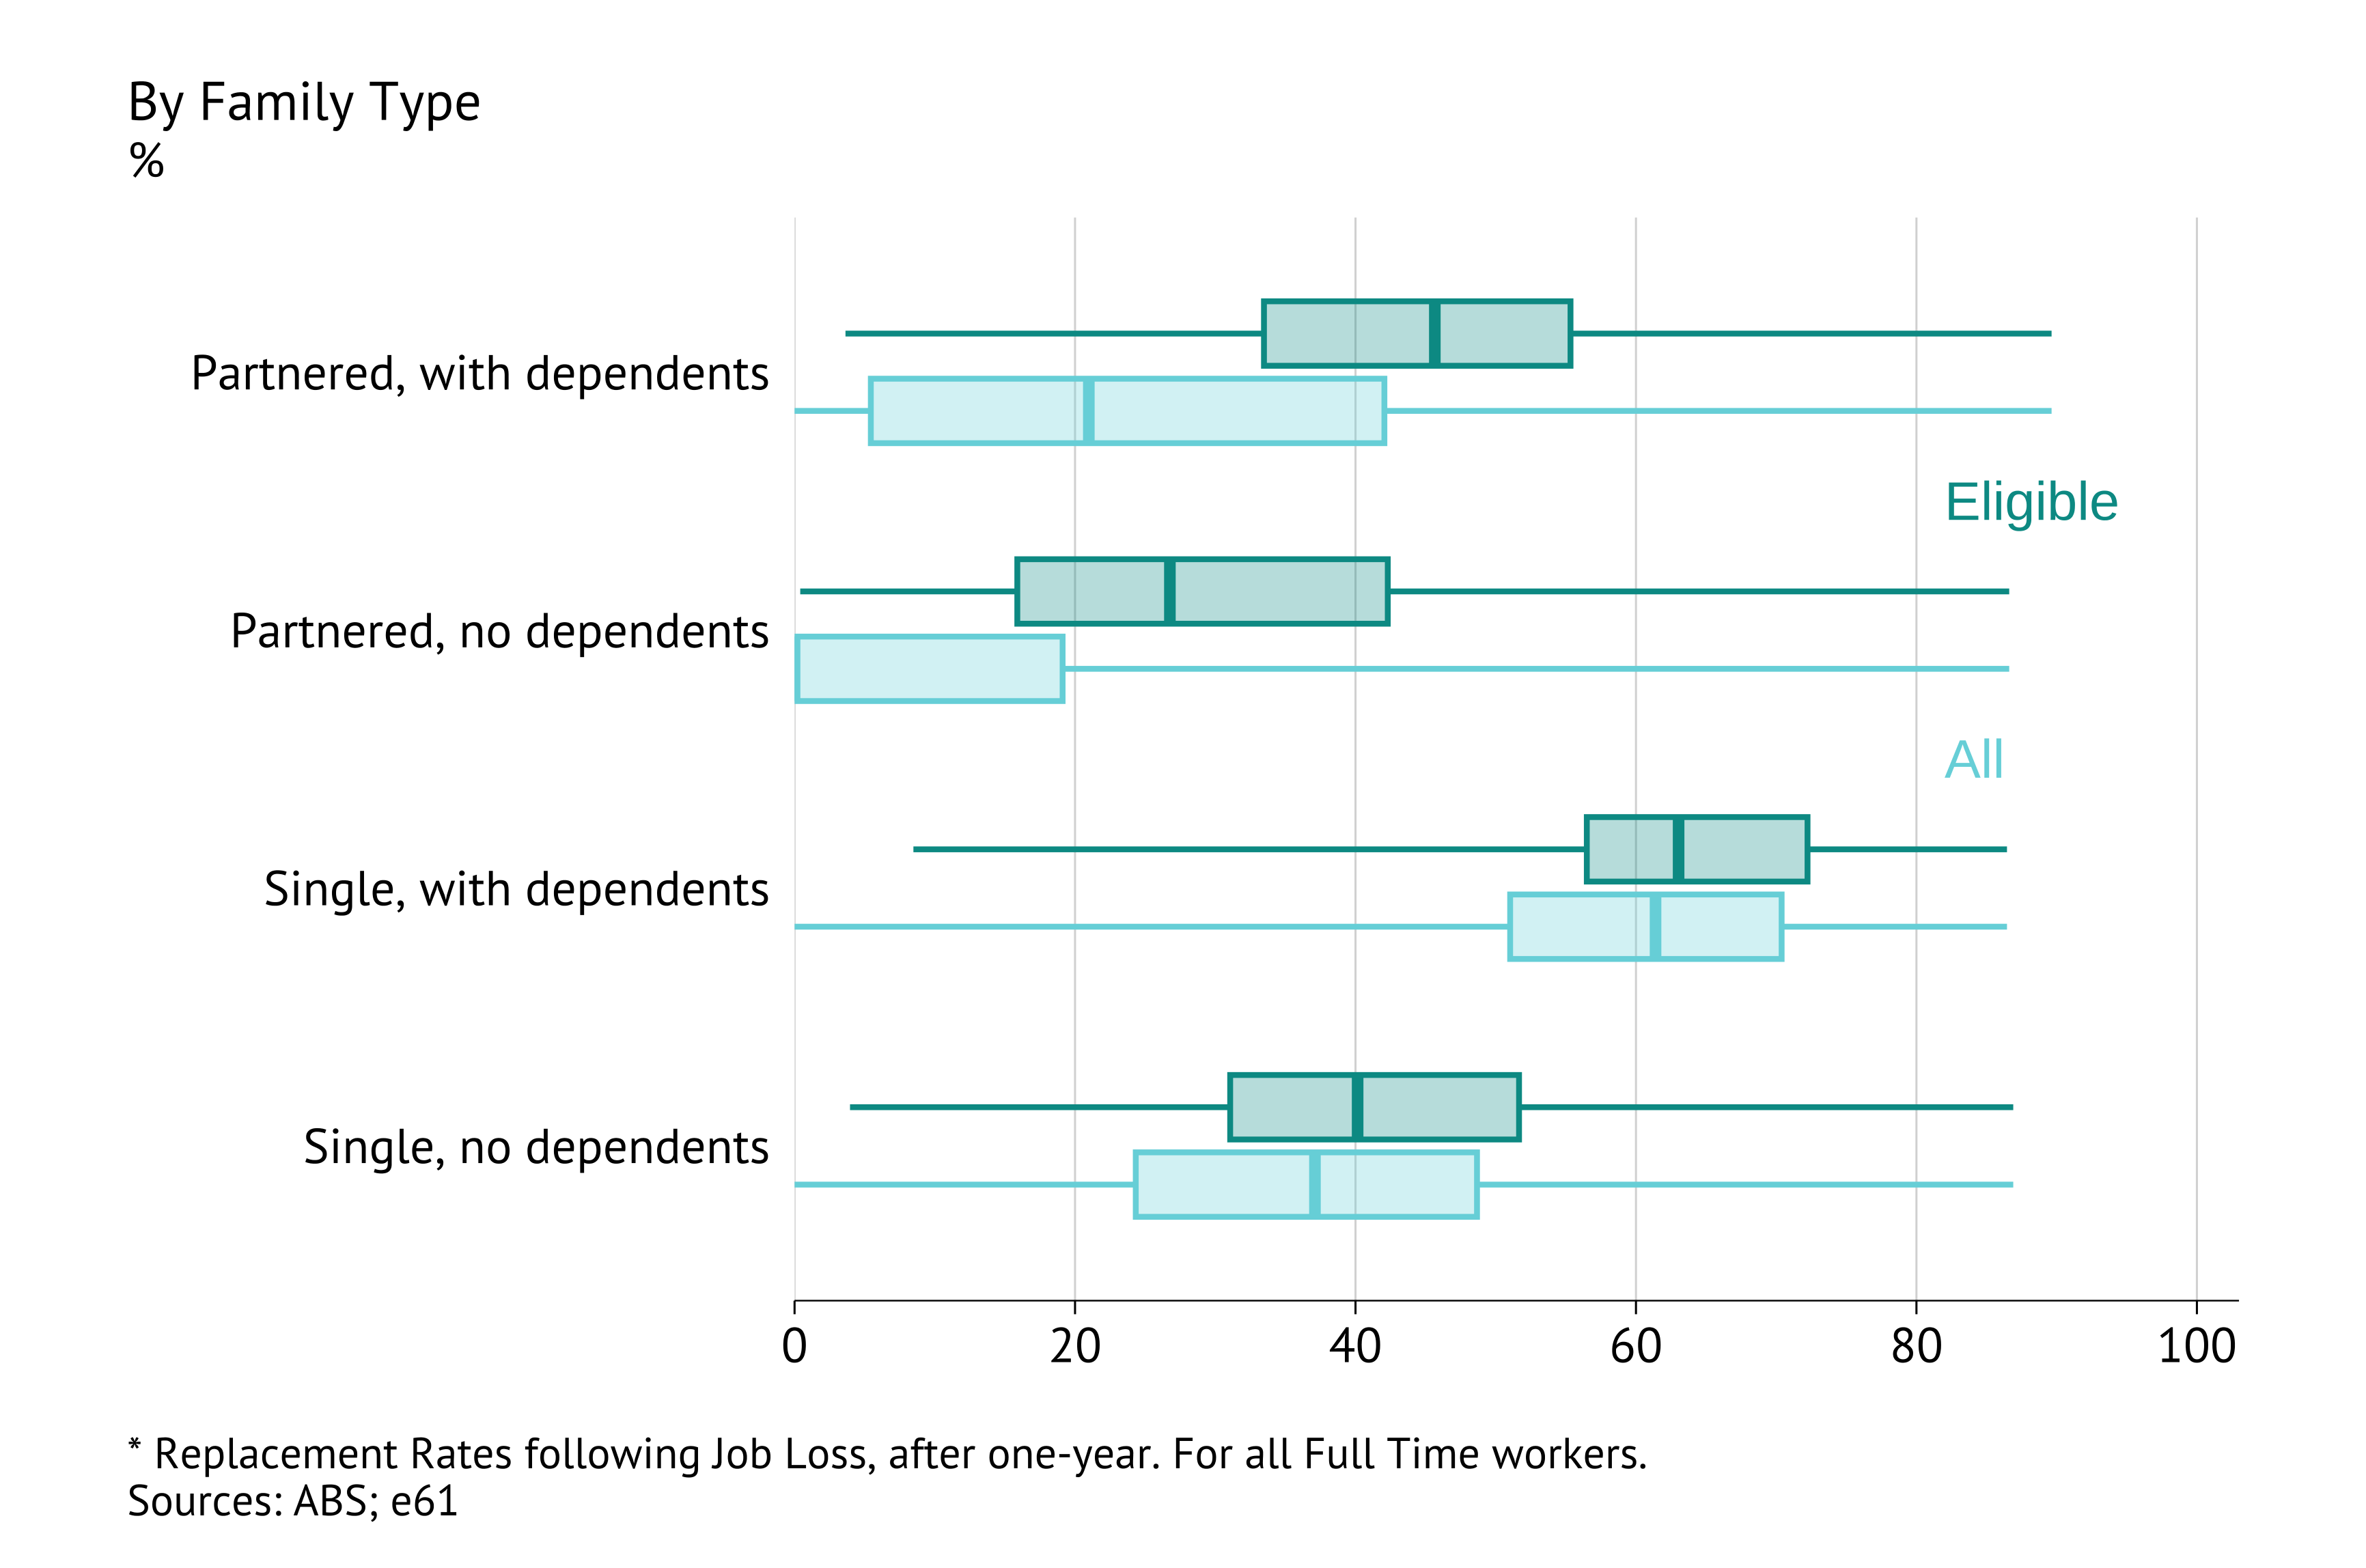 By Family Type
%
Partnered, with dependents
Eligible
Partnered, no dependents
All
Single, with dependents
Single, no dependents
0 20 40 60 80 100
* Replacement Rates following Job Loss, after one-year. For all Full Time workers.
Sources: ABS; e61